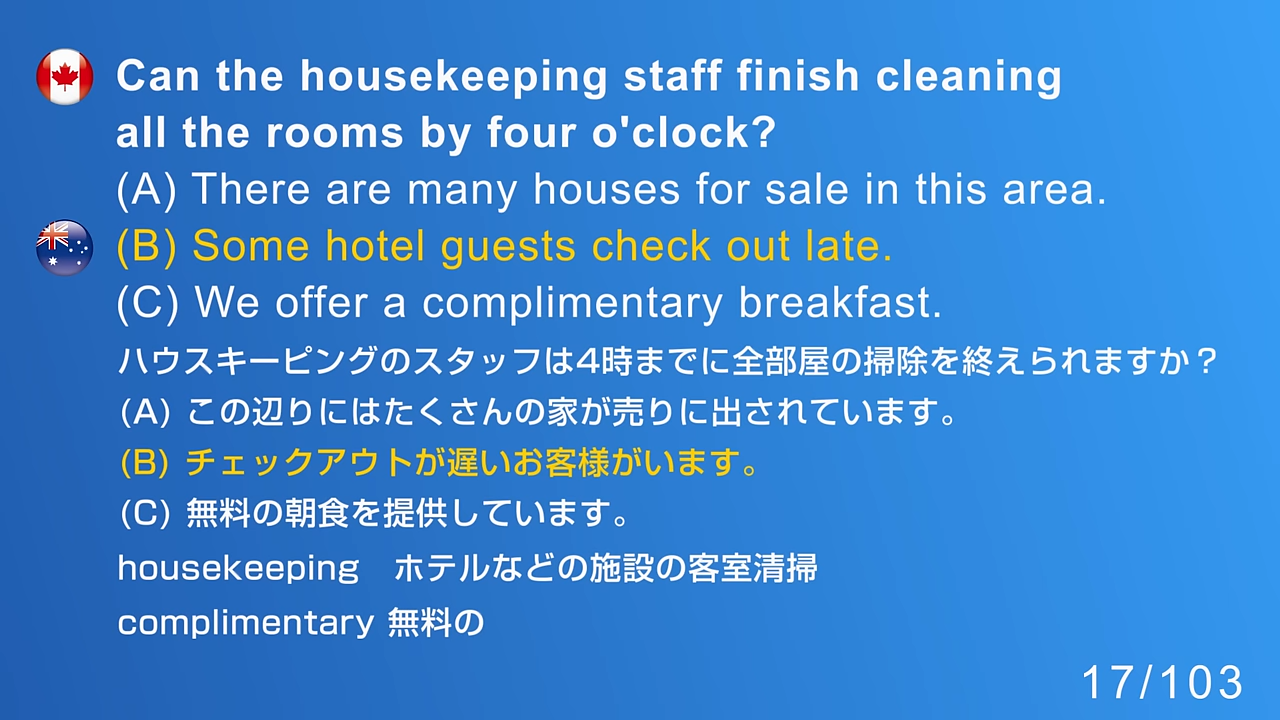 Can the housekeeping staff finish cleaning
all the rooms by four o'clock?
(A) There are many houses for sale in this area.
(B) Some hotel guests check out late.
(C) We offer a complimentary breakfast.
ハウスキーピングのスタッフは4時までに全部屋の掃除を終えられますか？
(A) この辺りにはたくさんの家が売りに出されています。
(B) チェックアウトが遅いお客様がいます。
(C) 無料の朝食を提供しています。
housekeeping　ホテルなどの施設の客室清掃
complimentary 無料の
17/103